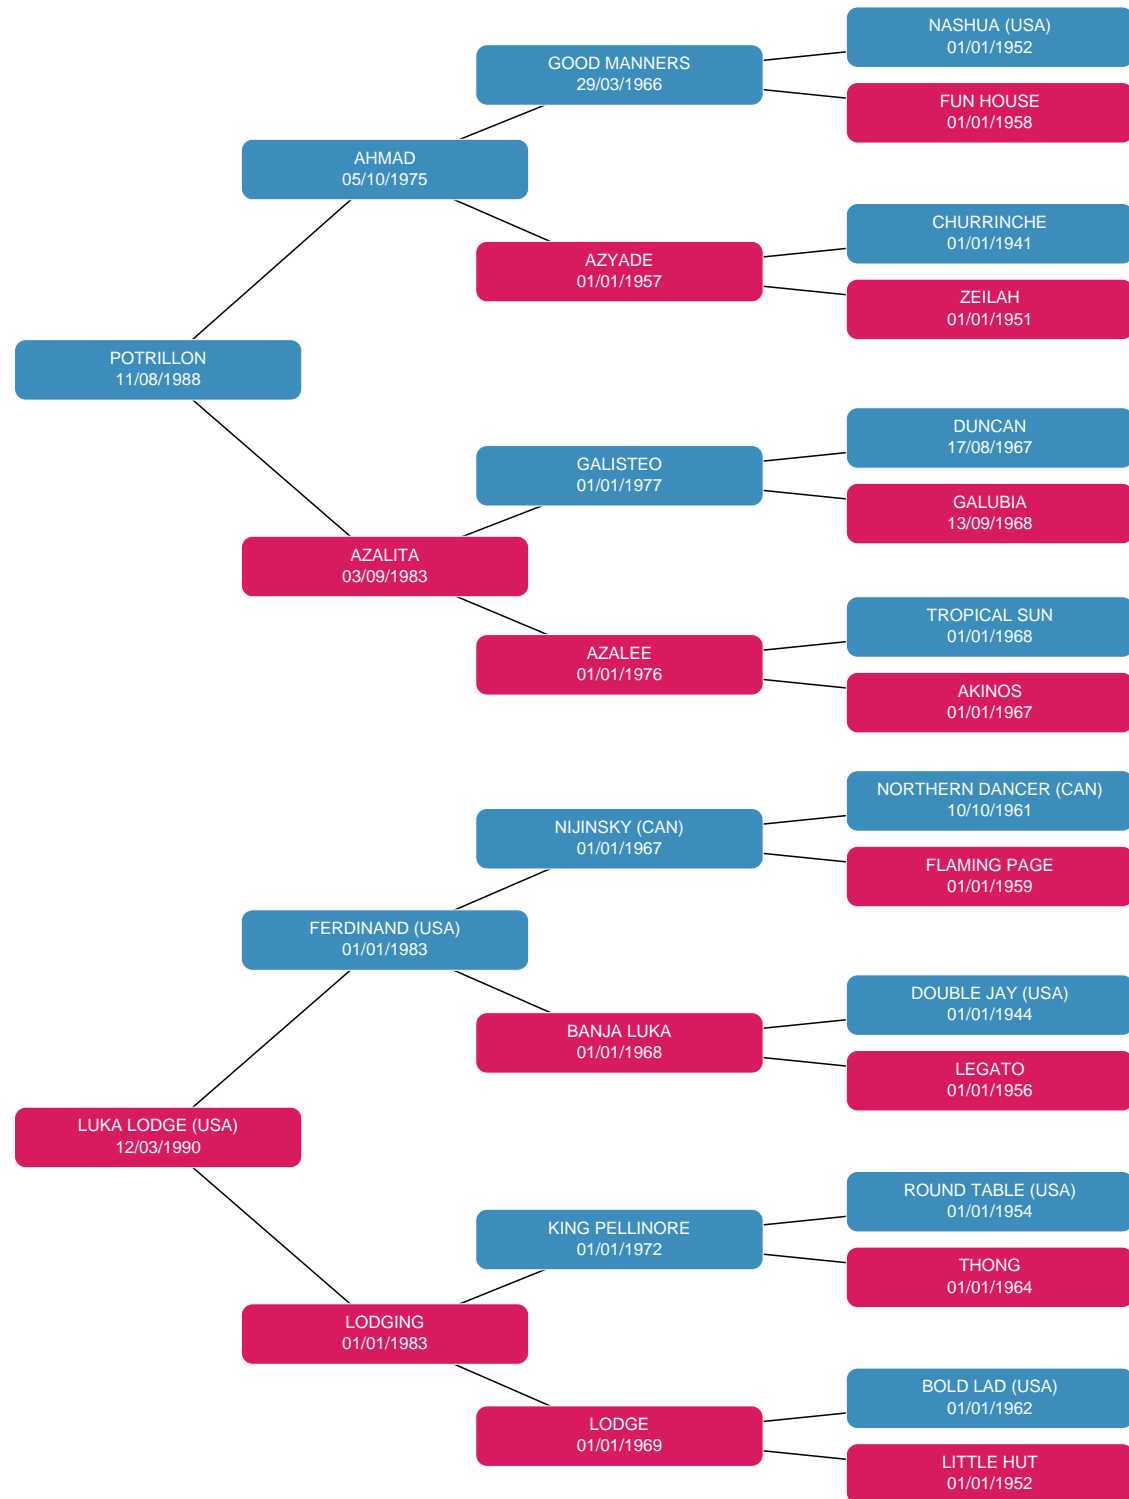 NASHUA (USA)
01/01/1952
GOOD MANNERS
29/03/1966
FUN HOUSE
01/01/1958
AHMAD
05/10/1975
CHURRINCHE
01/01/1941
AZYADE
01/01/1957
ZEILAH
01/01/1951
POTRILLON
11/08/1988
DUNCAN
17/08/1967
GALISTEO
01/01/1977
GALUBIA
13/09/1968
AZALITA
03/09/1983
TROPICAL SUN
01/01/1968
AZALEE
01/01/1976
AKINOS
01/01/1967
NORTHERN DANCER (CAN)
10/10/1961
NIJINSKY (CAN)
01/01/1967
FLAMING PAGE
01/01/1959
FERDINAND (USA)
01/01/1983
DOUBLE JAY (USA)
01/01/1944
BANJA LUKA
01/01/1968
LEGATO
01/01/1956
LUKA LODGE (USA)
12/03/1990
ROUND TABLE (USA)
01/01/1954
KING PELLINORE
01/01/1972
THONG
01/01/1964
LODGING
01/01/1983
BOLD LAD (USA)
01/01/1962
LODGE
01/01/1969
LITTLE HUT
01/01/1952